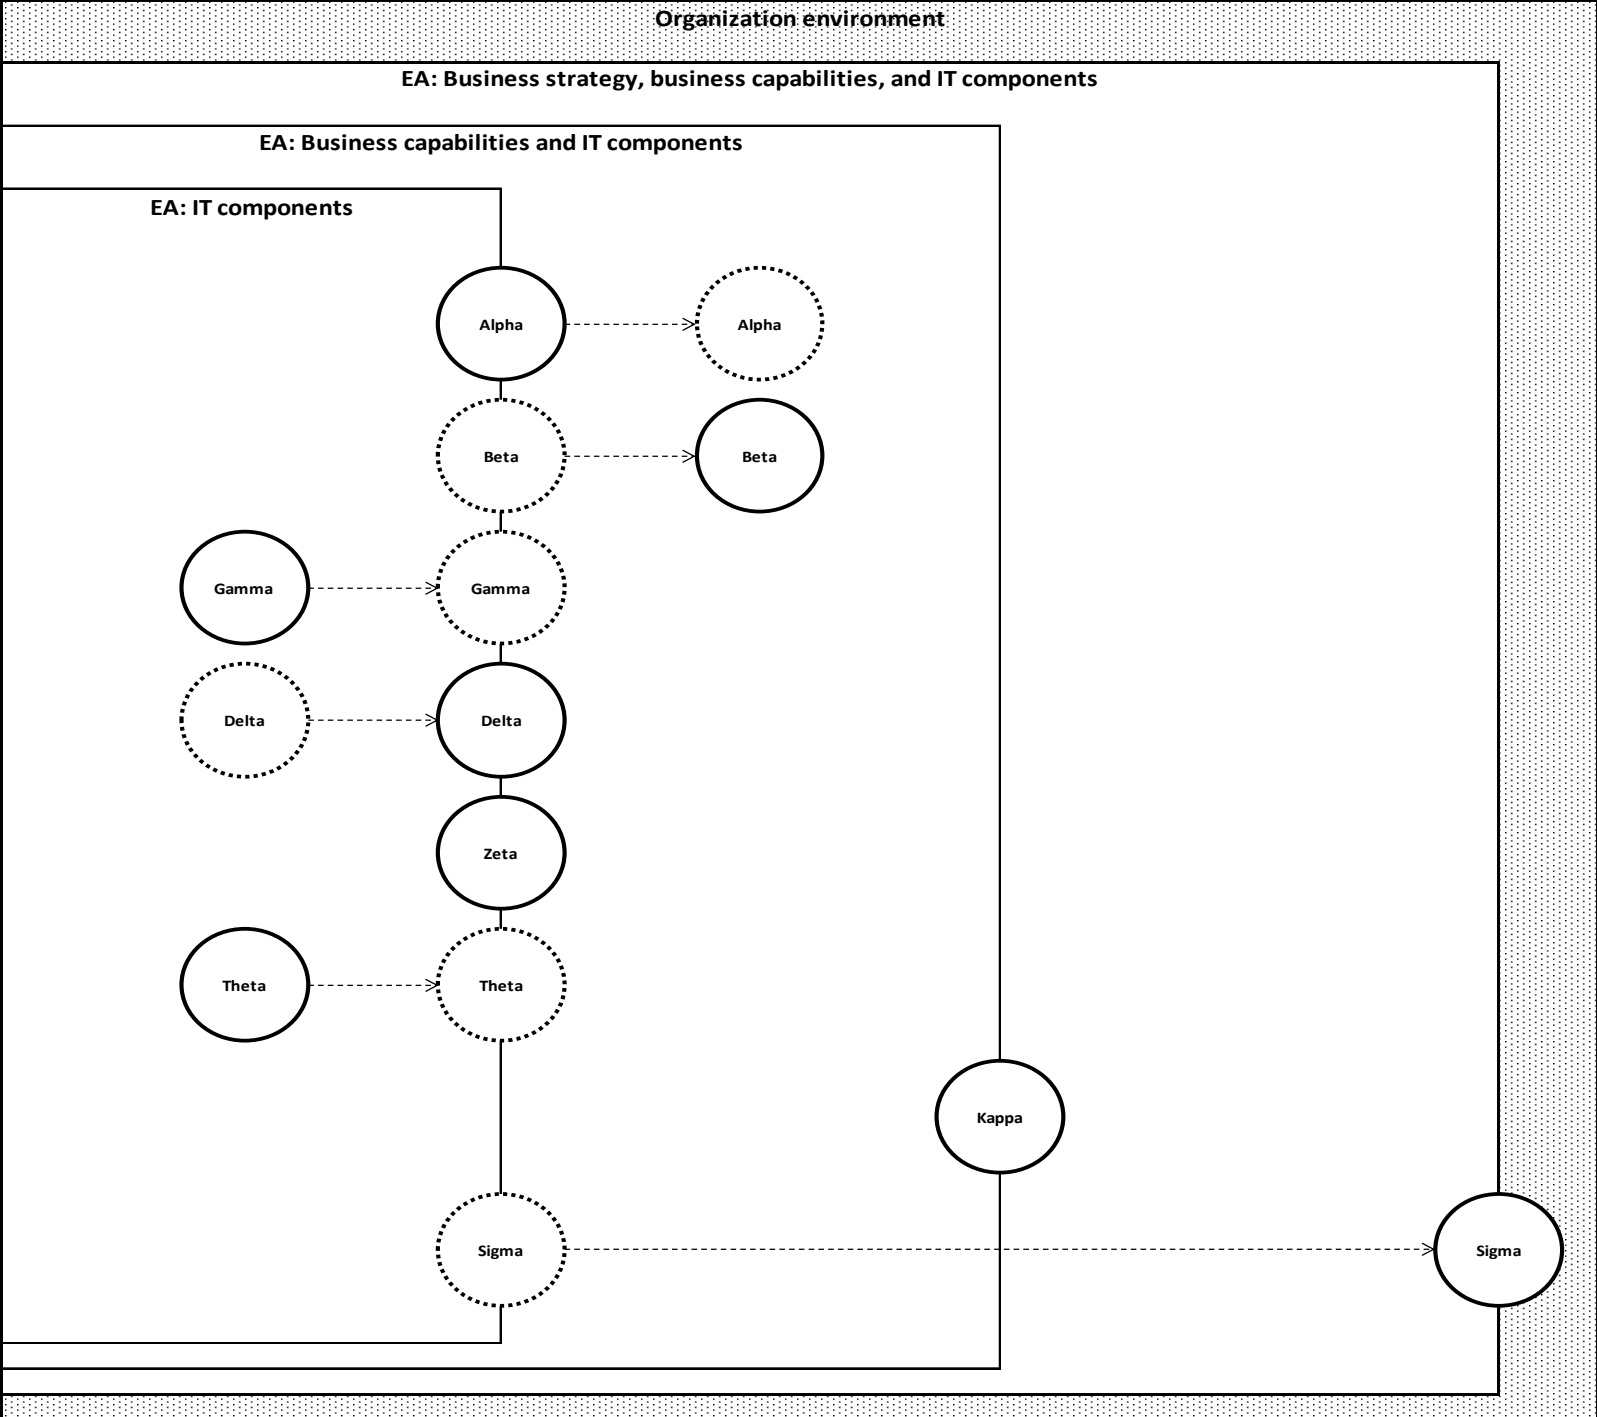 Organization environment
EA: Business strategy, business capabilities, and IT components
EA: Business capabilities and IT components
EA: IT components
Alpha
Alpha
Beta
Beta
Gamma
Gamma
Delta
Delta
Zeta
Theta
Theta
Kappa
Sigma
Sigma